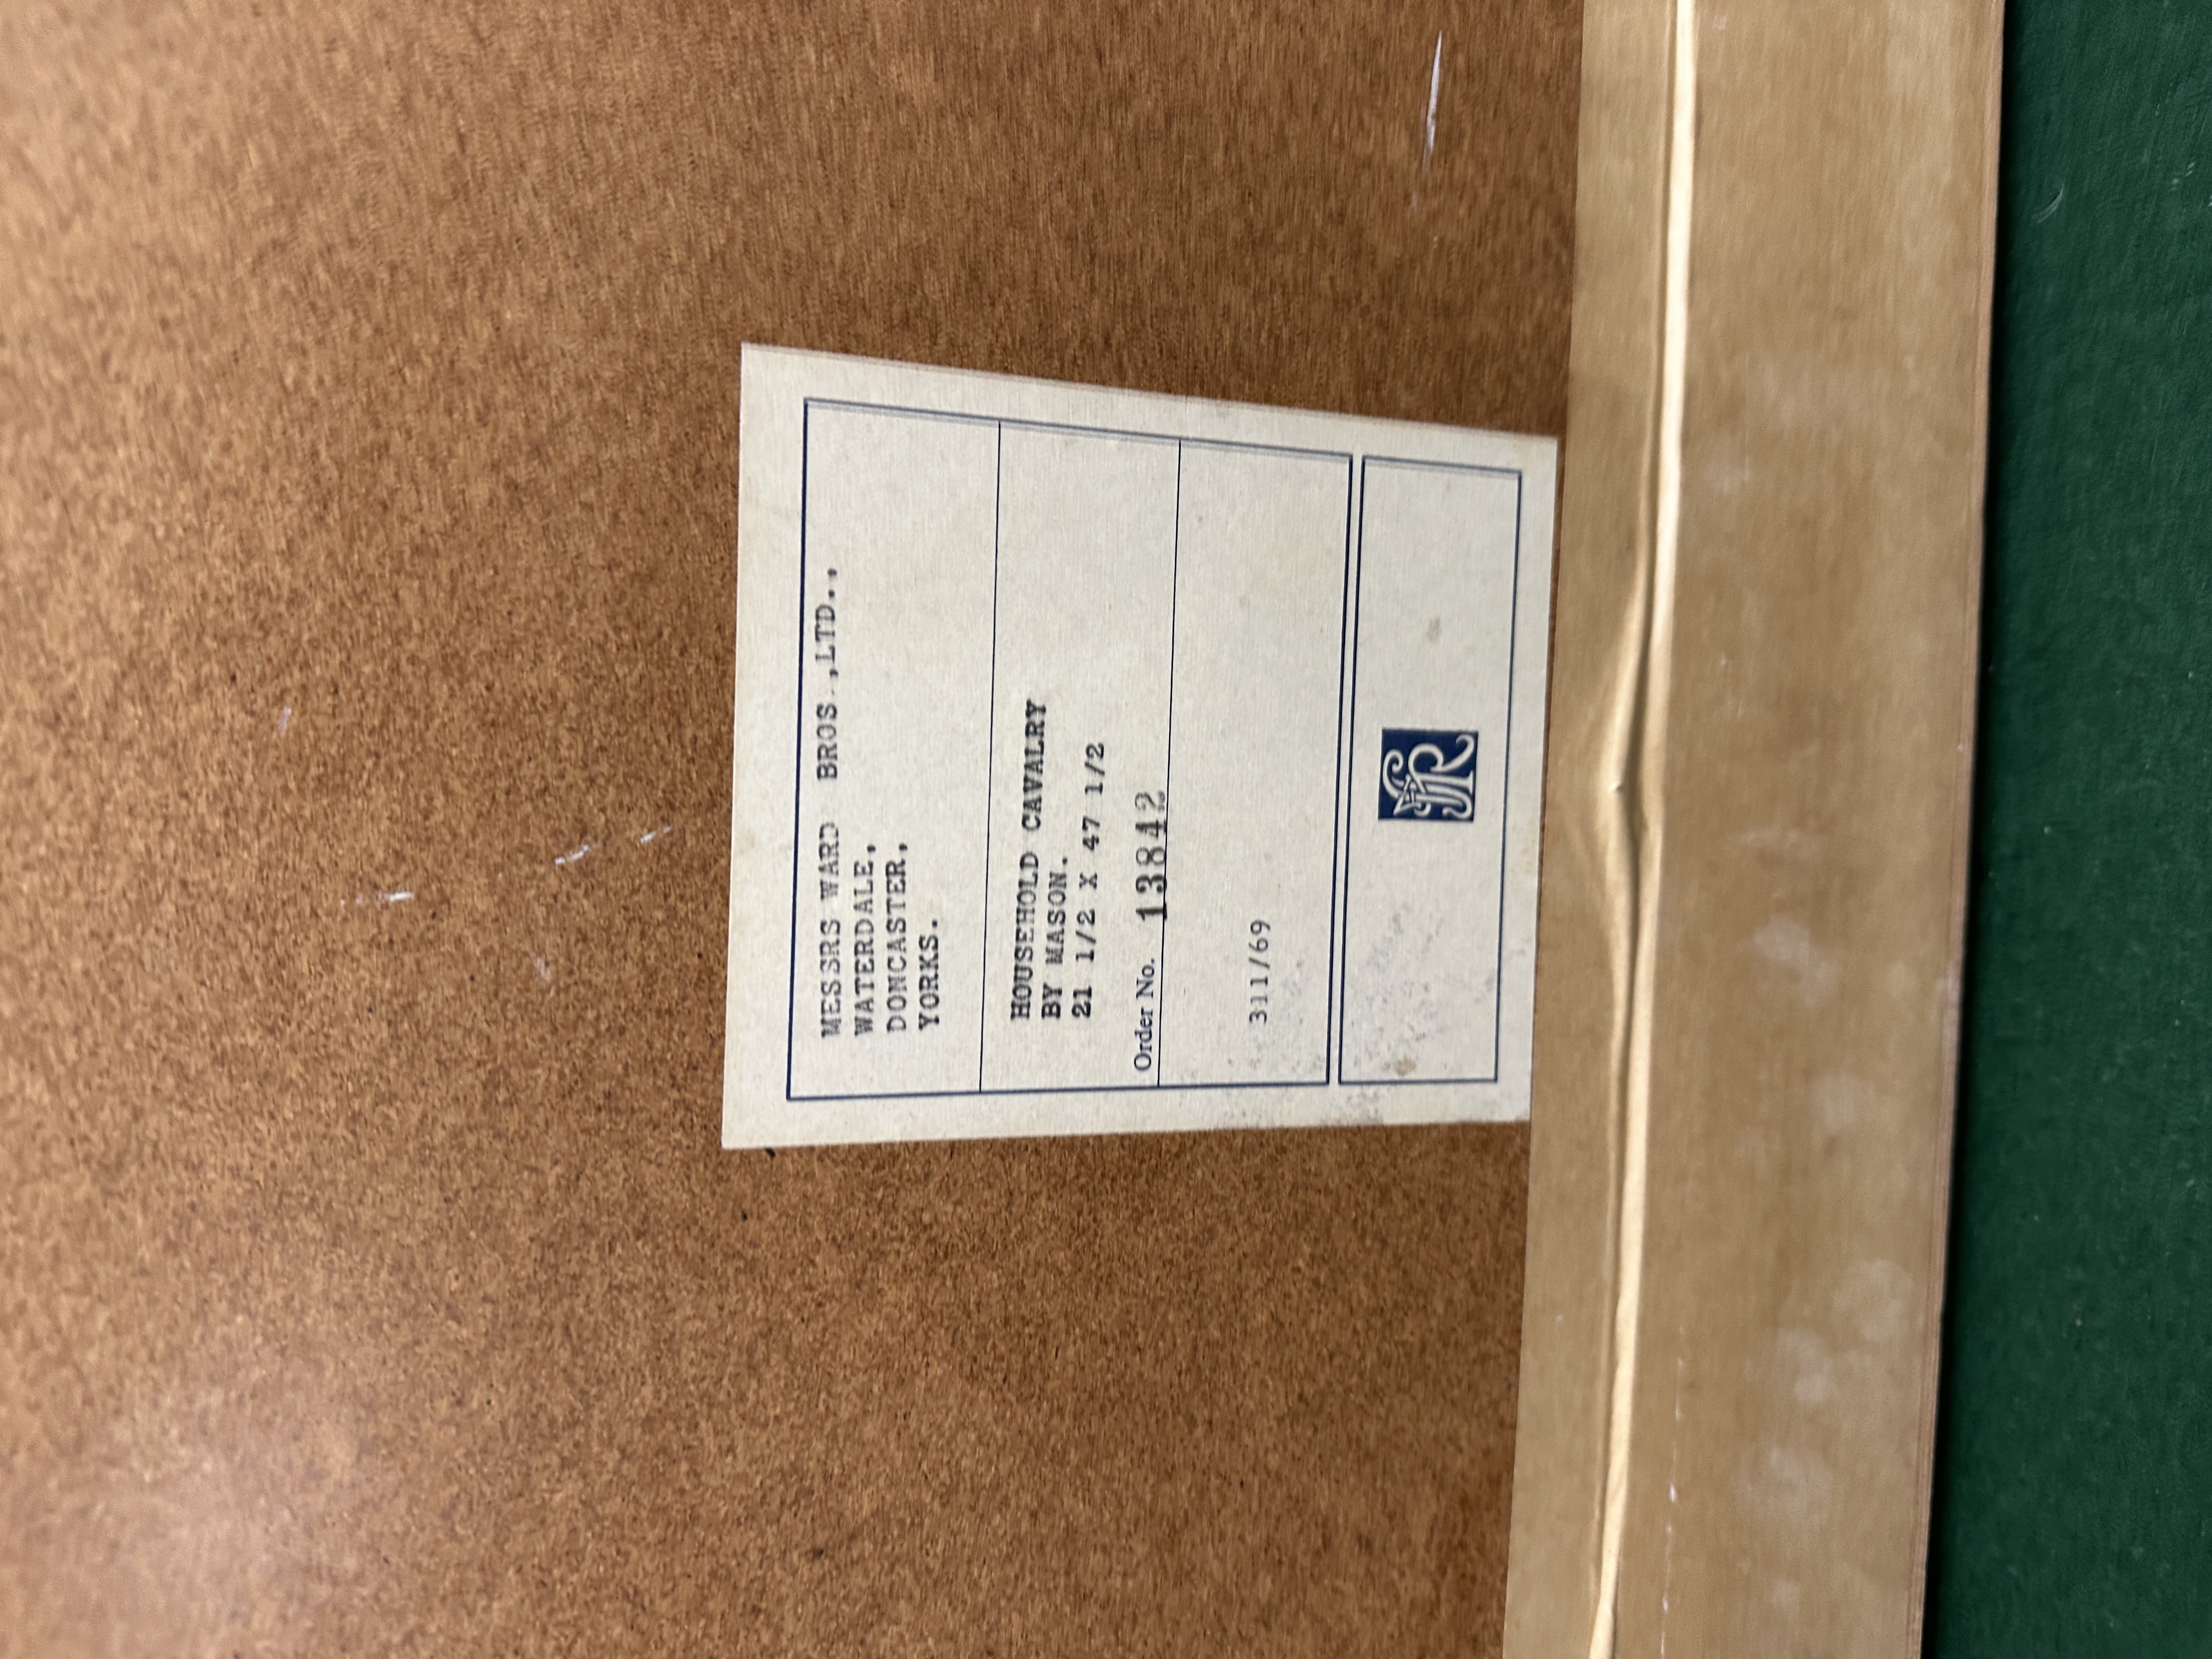 MESSRS WARD BROS.,LTD.,
WATERDALE,
DONCASTER,
YORKS.
HOUSEHOLD CAVALRY
BY MASON.
21 1/2 X 47 1/2
Order No. 13842
311/69